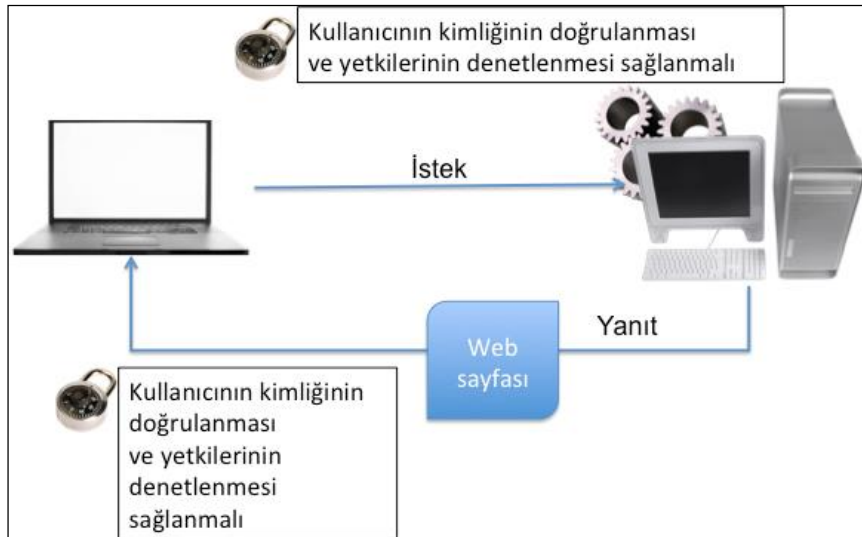 Kullanıcının kimliğinin doğrulanması
ve yetkilerinin denetlenmesi sağlanmalı
İstek
Yanıt
Web
sayfası
Kullanıcının kimliğinin
doğrulanması
ve yetkilerinin
denetlenmesi
sağlanmalı